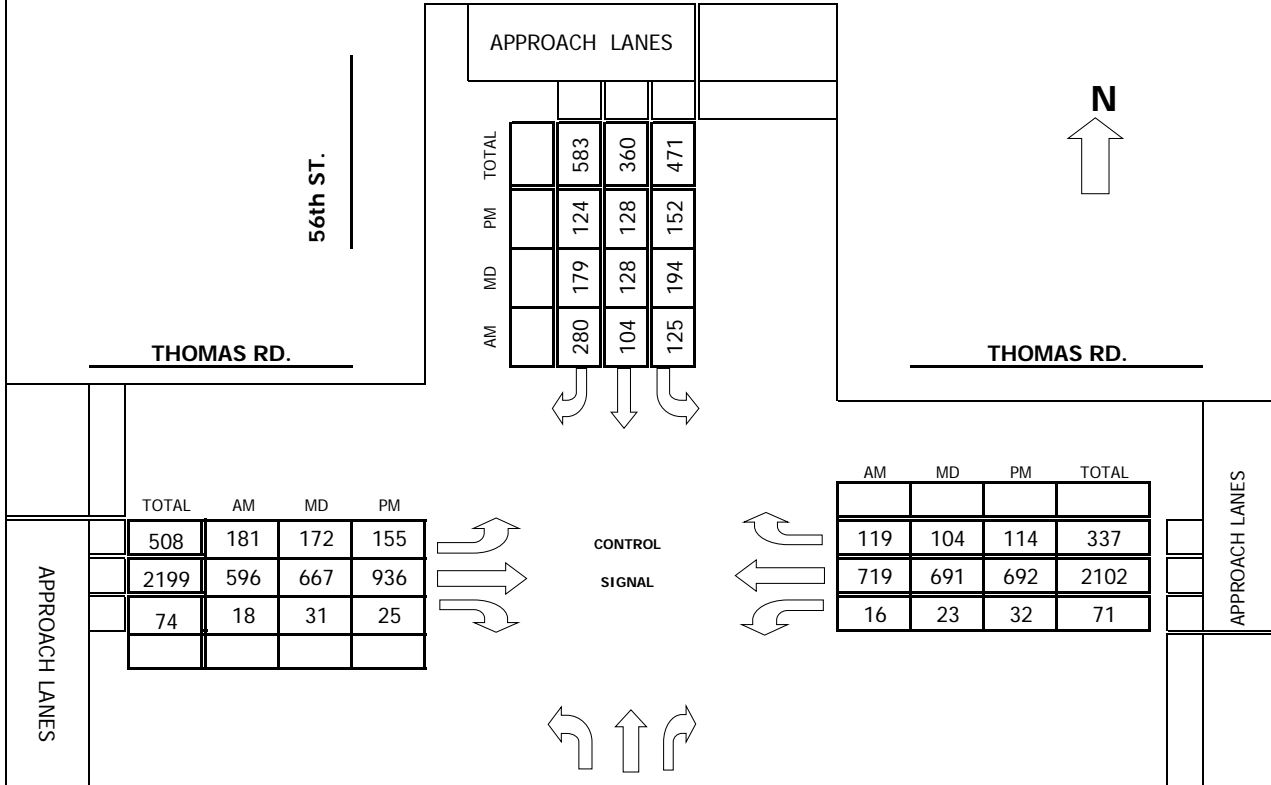 APPROACH LANES
N
56th ST.
TOTAL 583 360 471
PM 124 128 152
MD 179 128 194
AM 280 104 125
THOMAS RD.
THOMAS RD.
TOTAL AM MD PM
508 181 172 155
2199 596 667 936
74 18 31 25
APPROACH LANES
CONTROL
SIGNAL
AM MD PM TOTAL
119 104 114 337
719 691 692 2102
16 23 32 71
APPROACH LANES